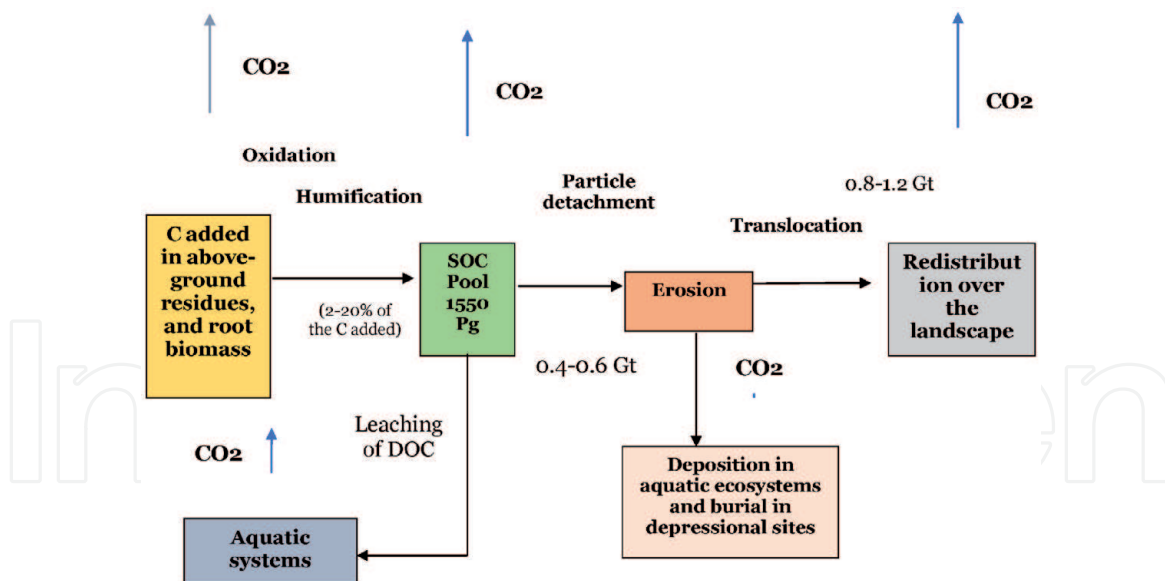 CO2
CO2
CO2
Oxidation
Humification
Particle
detachment
0.8-1.2 Gt
Translocation
C added
in above-
ground
residues,
and root
biomass
(2-20% of
the C added)
SOC
Pool
1550
Pg
0.4-0.6 Gt
Erosion
Redistribut
ion over
the
landscape
CO2
Leaching
of DOC
CO2
Deposition in
aquatic ecosystems
and burial in
depressional sites
Aquatic
systems